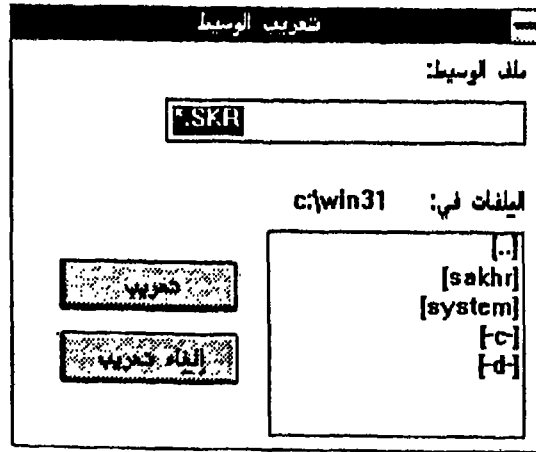 تعريب الوسيط
ملف الوسيط:
*.SKR
الملفات في: c:\win31
[..]
[sakhr]
[system]
[-c-]
[-d-]
تعريب
إلغاء تعريب